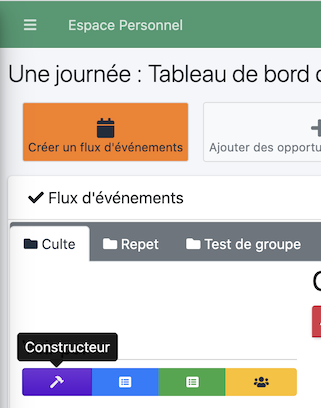 Espace Personnel
Une journée : Tableau de bord
Créer un flux d'événements
Ajouter des
Flux d'événements
Culte
Repet
Test de groupe
Constructeur